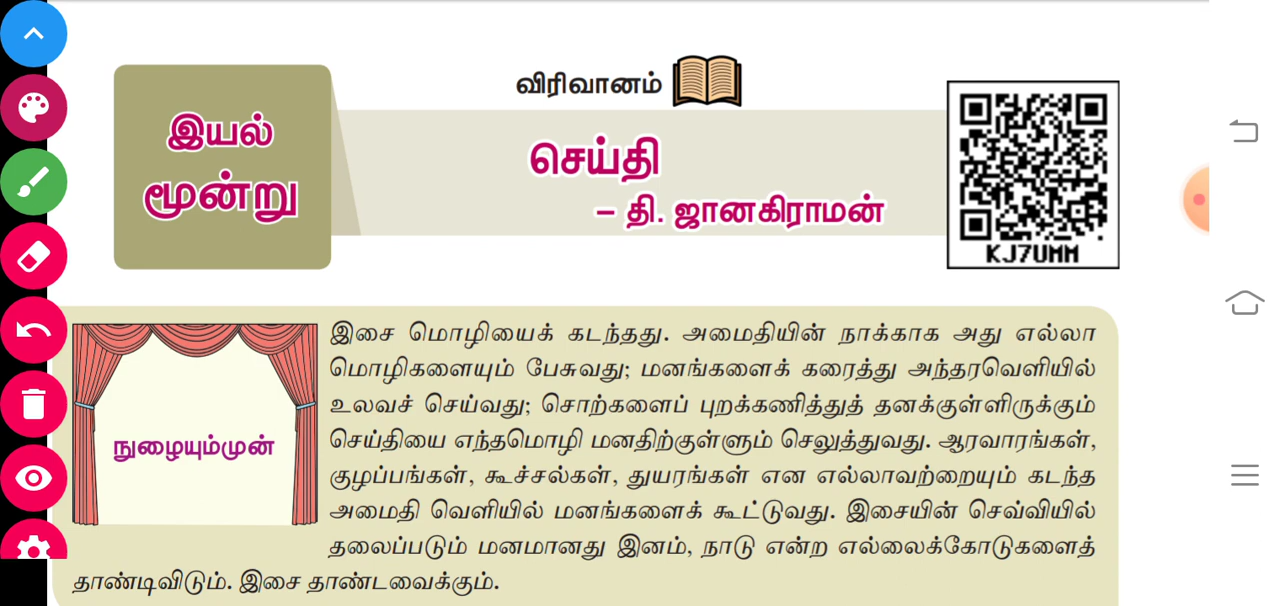 விரிவானம்
இயல்
மூன்று
செய்தி
– தி. ஜானகிராமன்
KJ7UMM
நுழையும்முன்
இசை மொழியைக் கடந்தது. அமைதியின் நாக்காக அது எல்லா
மொழிகளையும் பேசுவது; மனங்களைக் கரைத்து அந்தரவெளியில்
உலவச் செய்வது; சொற்களைப் புறக்கணித்துத் தனக்குள்ளிருக்கும்
செய்தியை எந்தமொழி மனதிற்குள்ளும் செலுத்துவது. ஆரவாரங்கள்,
குழப்பங்கள், கூச்சல்கள், துயரங்கள் என எல்லாவற்றையும் கடந்த
அமைதி வெளியில் மனங்களைக் கூட்டுவது. இசையின் செவ்வியில்
தலைப்படும் மனமானது இனம், நாடு என்ற எல்லைக்கோடுகளைத்
தாண்டிவிடும். இசை தாண்டவைக்கும்.